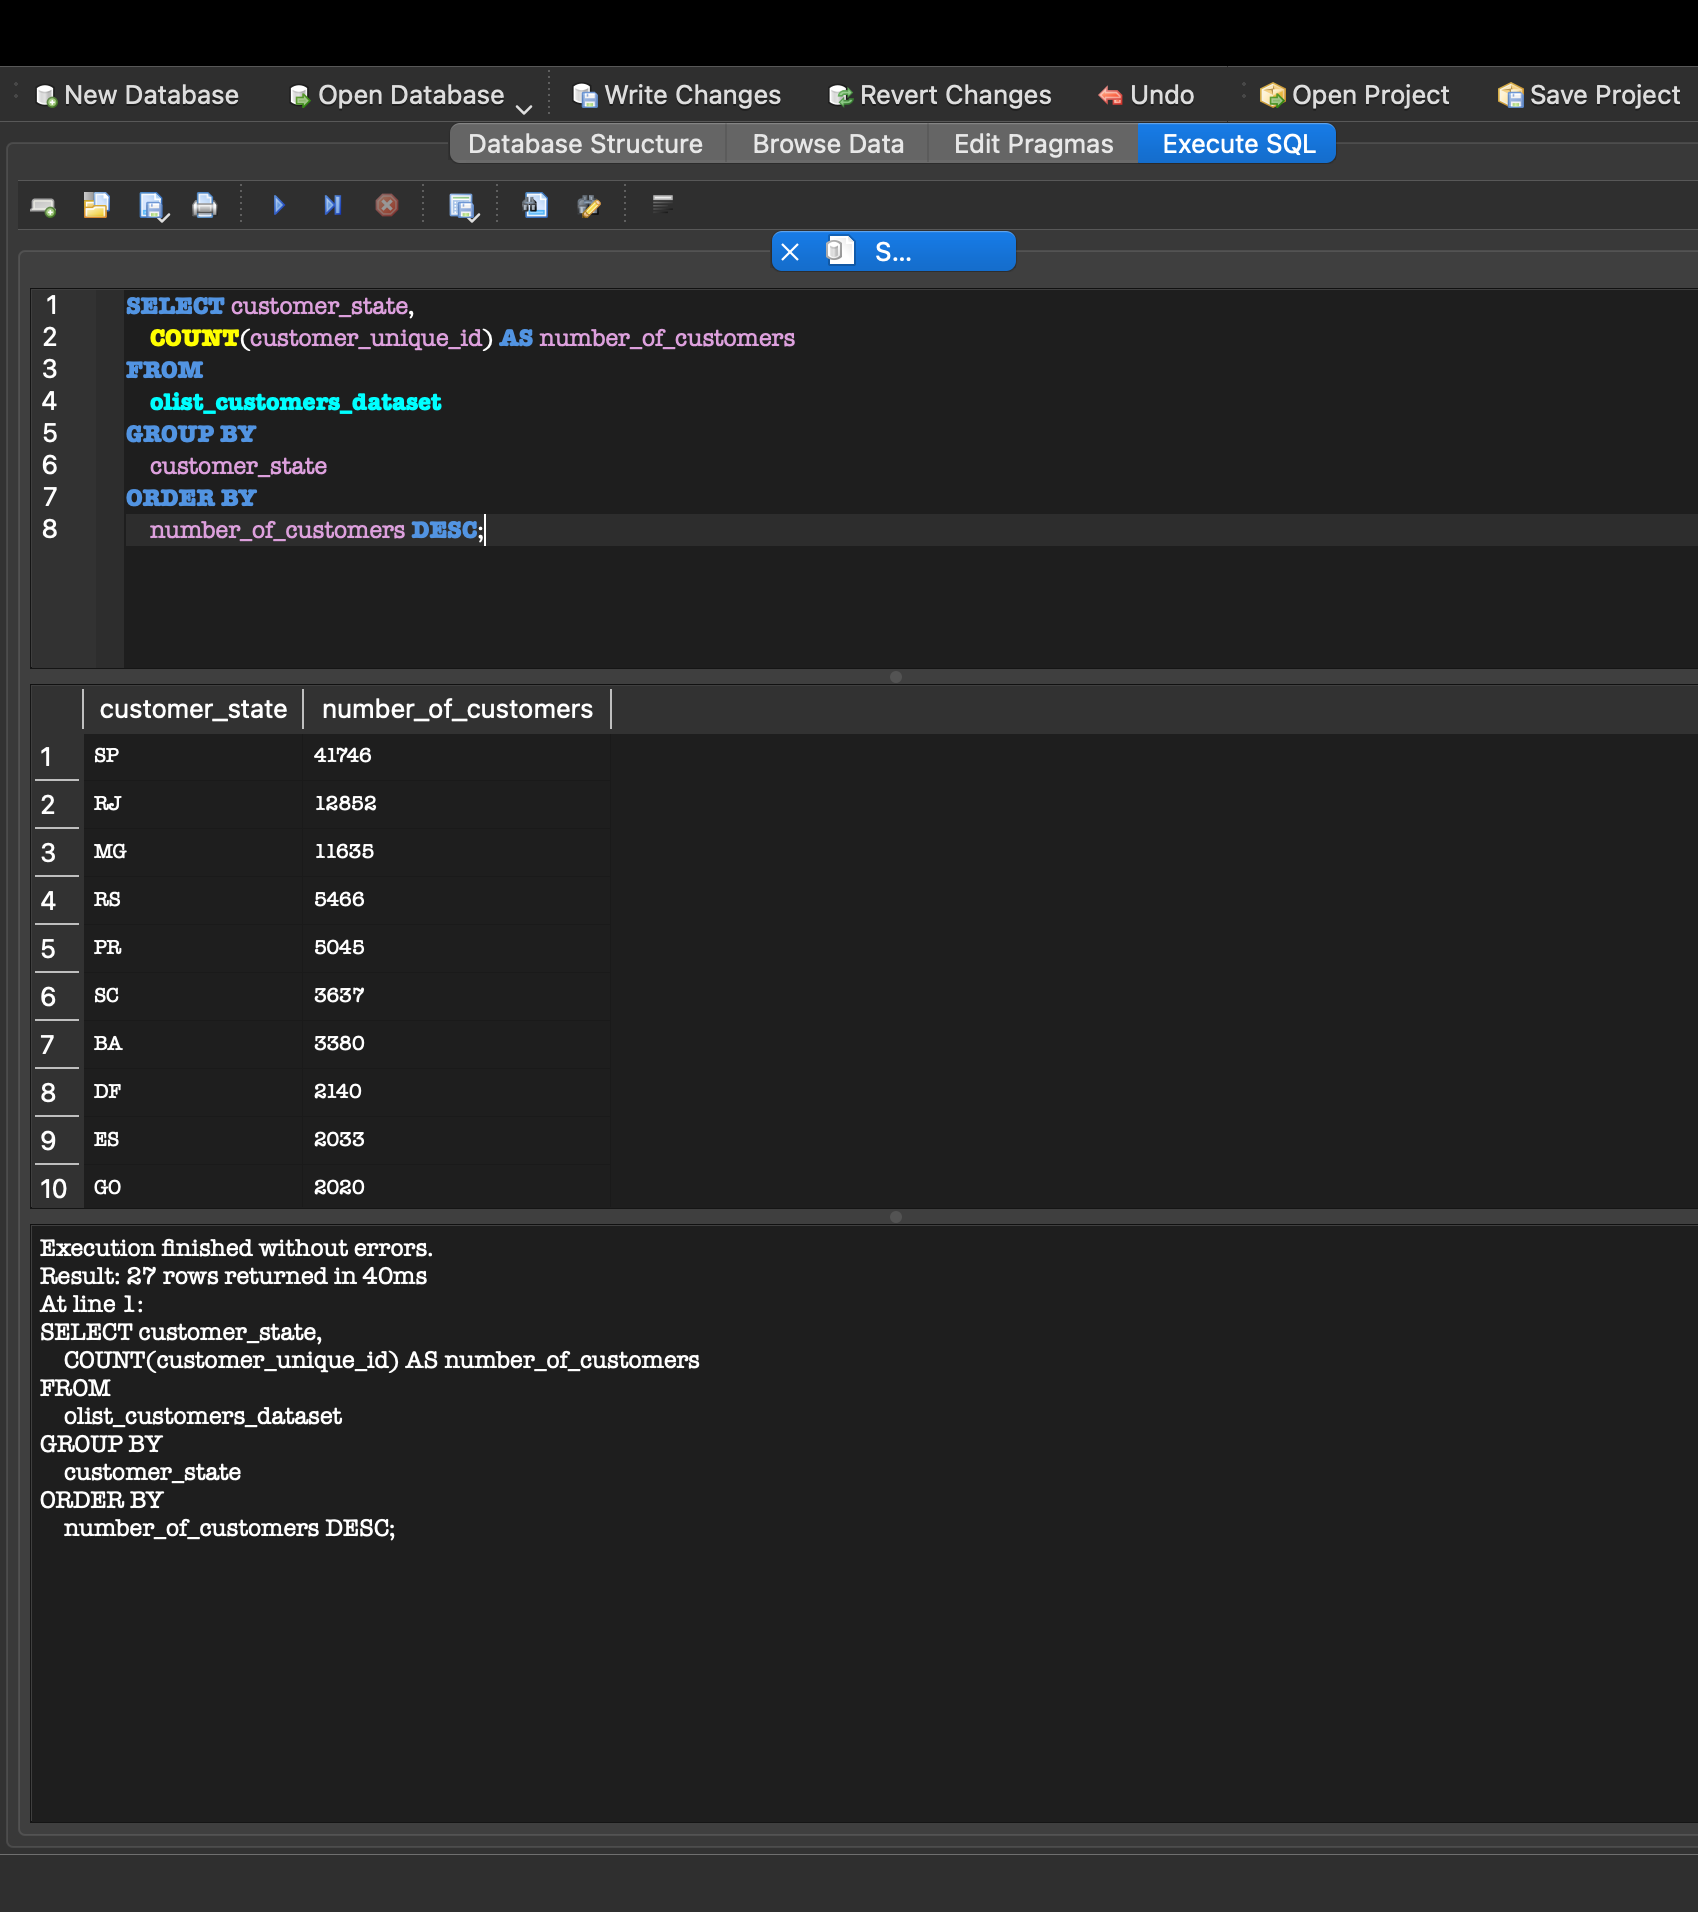 New Database Open Database Write Changes Revert Changes Undo Open Project Save Project
Database Structure Browse Data Edit Pragmas Execute SQL
S...
1 SELECT customer_state,
2 COUNT(customer_unique_id) AS number_of_customers
3 FROM
4 olist_customers_dataset
5 GROUP BY
6 customer_state
7 ORDER BY
8 number_of_customers DESC;
customer_state number_of_customers
1 SP 41746
2 RJ 12852
3 MG 11635
4 RS 5466
5 PR 5045
6 SC 3637
7 BA 3380
8 DF 2140
9 ES 2033
10 GO 2020
Execution finished without errors.
Result: 27 rows returned in 40ms
At line 1:
SELECT customer_state,
COUNT(customer_unique_id) AS number_of_customers
FROM
olist_customers_dataset
GROUP BY
customer_state
ORDER BY
number_of_customers DESC;